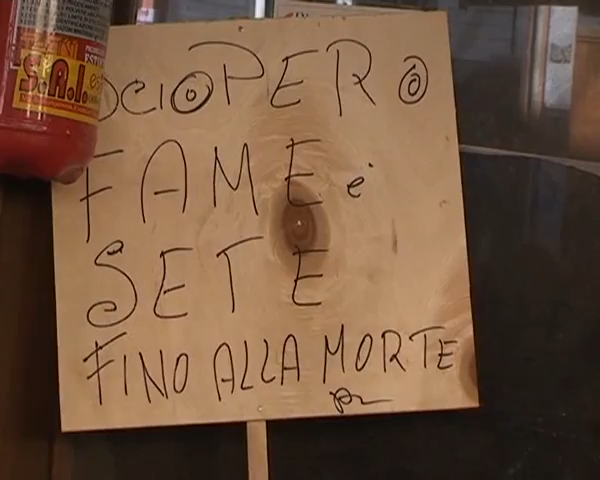 S.A.I.
SCIOPERO
FAME e
SETE
FINO ALLA MORTE